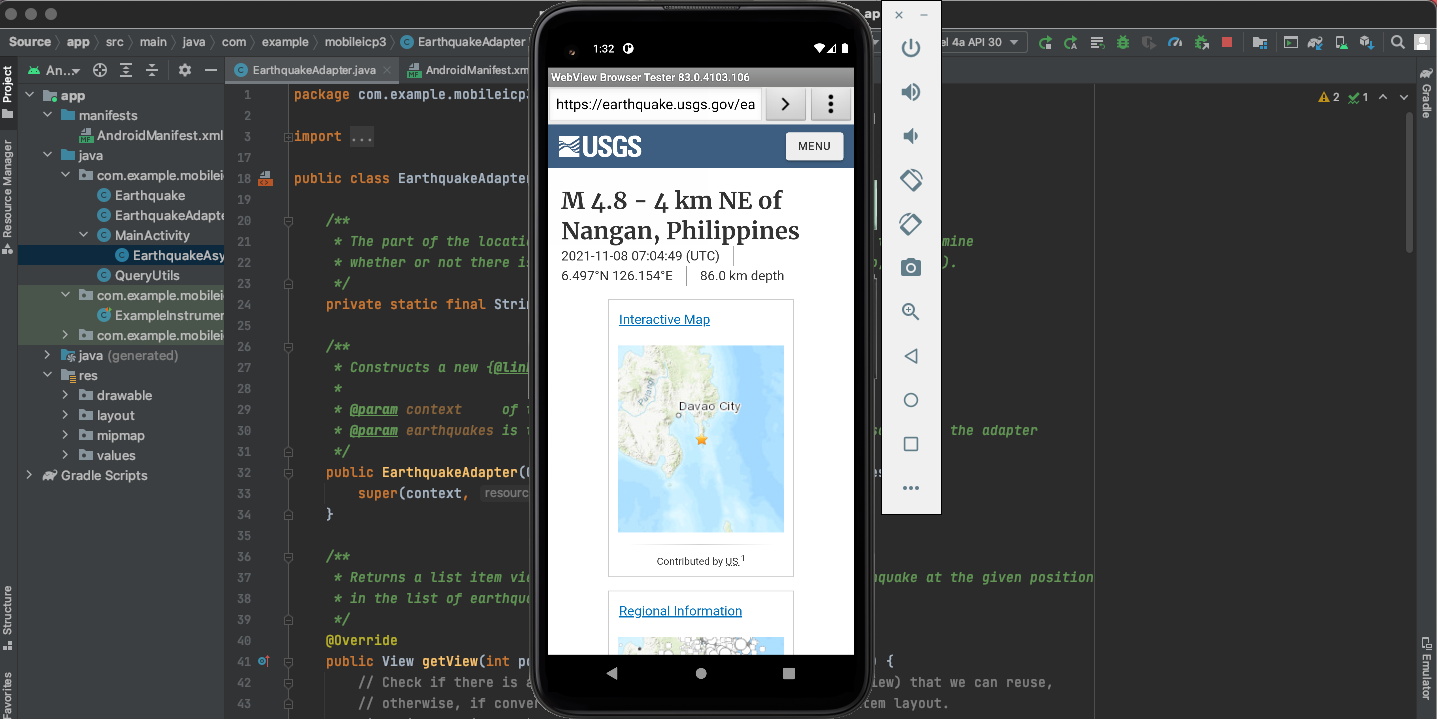 ap
Source app src main java com example mobileicp3 EarthquakeAdapter
el 4a API 30
An...
EarthquakeAdapter.java
AndroidManifest.xm
Project
Resource Manager
Structure
Favorites
Gradle
Emulator
app
manifests
AndroidManifest.xml
java
com.example.mobileic
Earthquake
EarthquakeAdapte
MainActivity
EarthquakeAsy
QueryUtils
com.example.mobileic
ExampleInstrumen
com.example.mobileic
java (generated)
res
drawable
layout
mipmap
values
Gradle Scripts
2 1
1 package com.example.mobileicp3
2
3 import ...
17
18 public class EarthquakeAdapter
19
20 /**
21 * The part of the locatio mine
22 * whether or not there is ).
23 */
24 private static final Strin
25
26 /**
27 * Constructs a new {@link
28 *
29 * @param context of t
30 * @param earthquakes is t the adapter
31 */
32 public EarthquakeAdapter(
33 super(context, resourc
34 }
35
36 /**
37 * Returns a list item vie hquake at the given position
38 * in the list of earthqua
39 */
40 @Override
41 public View getView(int po ) {
42 // Check if there is a iew) that we can reuse,
43 // otherwise, if conver tem layout.
1:32
WebView Browser Tester 83.0.4103.106
https://earthquake.usgs.gov/ea
USGS
MENU
M 4.8 - 4 km NE of
Nangan, Philippines
2021-11-08 07:04:49 (UTC)
6.497°N 126.154°E 86.0 km depth
Interactive Map
Davao City
Contributed by US 1
Regional Information